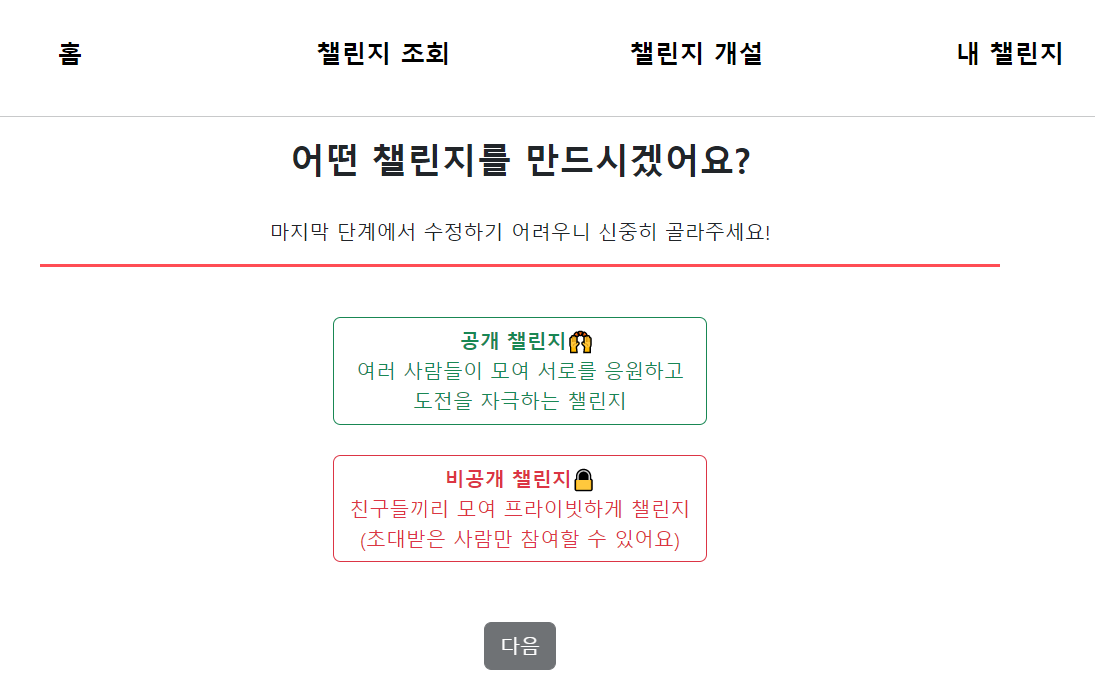 홈 챌린지 조회 챌린지 개설 내 챌린지
어떤 챌린지를 만드시겠어요?
마지막 단계에서 수정하기 어려우니 신중히 골라주세요!
공개 챌린지🙌
여러 사람들이 모여 서로를 응원하고
도전을 자극하는 챌린지
비공개 챌린지🔒
친구들끼리 모여 프라이빗하게 챌린지
(초대받은 사람만 참여할 수 있어요)
다음